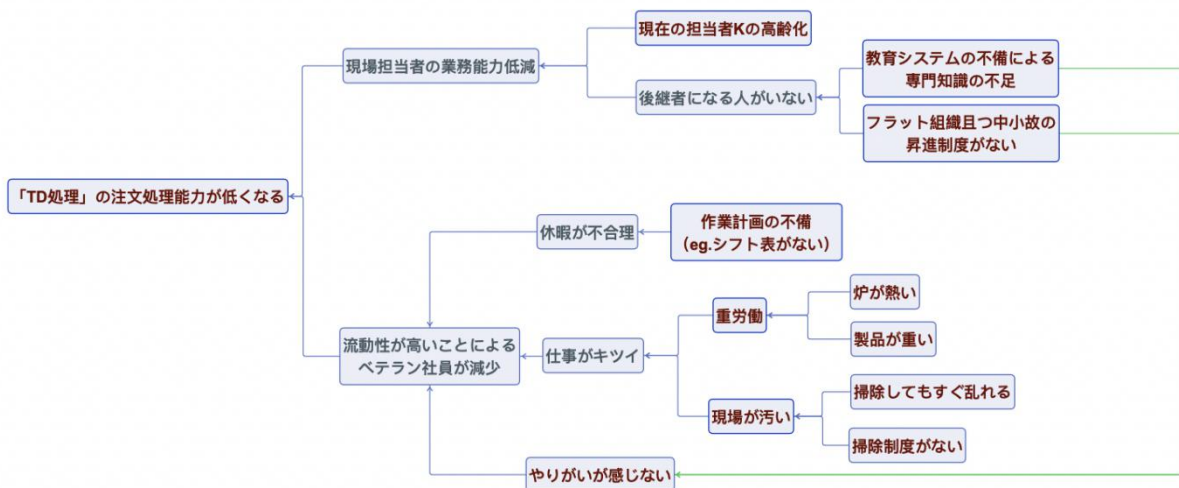 現在の担当者Kの高齢化
現場担当者の業務能力低減
教育システムの不備による
専門知識の不足
後継者になる人がいない
フラット組織且つ中小故の
昇進制度がない
「TD処理」の注文処理能力が低くなる
作業計画の不備
（eg.シフト表がない）
休暇が不合理
炉が熱い
重労働
製品が重い
流動性が高いことによる
ベテラン社員が減少
仕事がキツイ
掃除してもすぐ乱れる
現場が汚い
掃除制度がない
やりがいが感じない